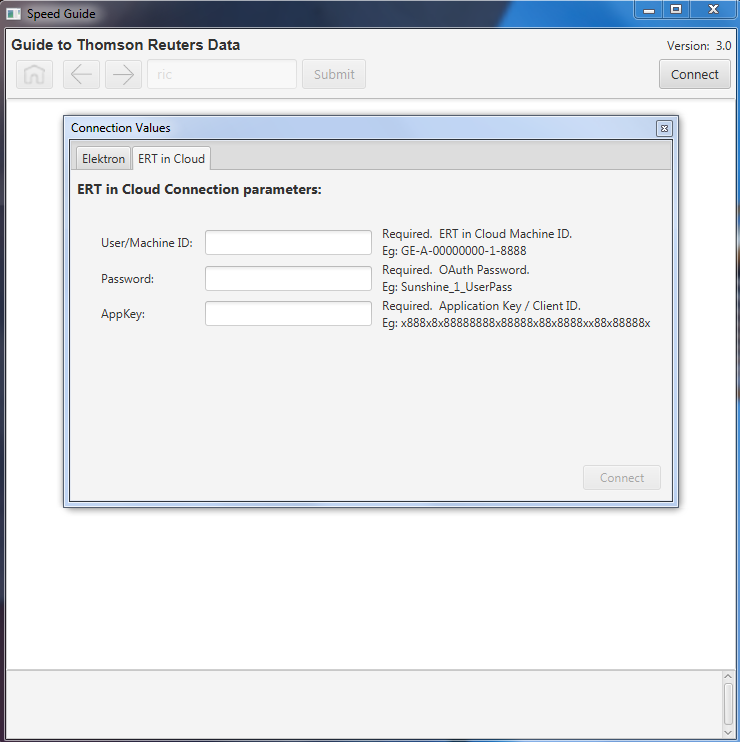 Speed Guide
Guide to Thomson Reuters Data
Version: 3.0
ric
Submit
Connect
Connection Values
Elektron
ERT in Cloud
ERT in Cloud Connection parameters:
User/Machine ID:
Required. ERT in Cloud Machine ID.
Eg: GE-A-00000000-1-8888
Password:
Required. OAuth Password.
Eg: Sunshine_1_UserPass
AppKey:
Required. Application Key / Client ID.
Eg: x888x8x88888888x88888x88x8888xx88x88888x
Connect